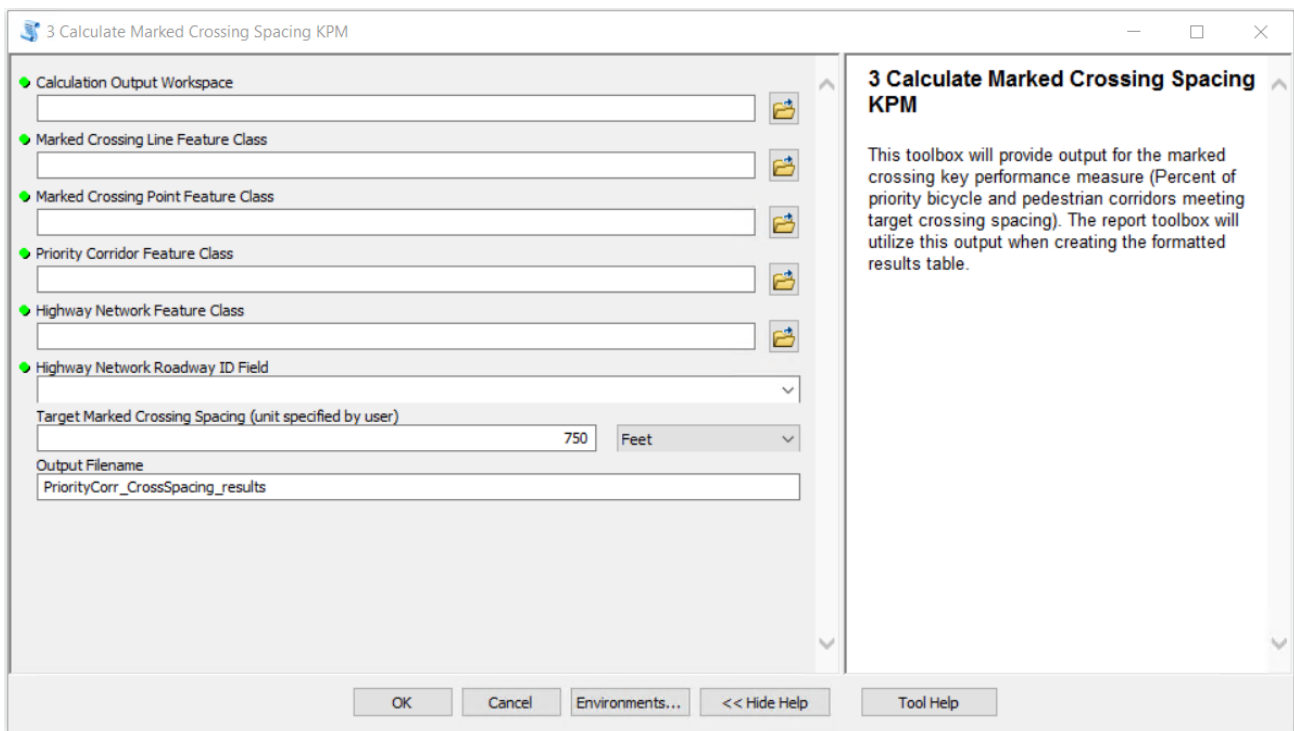 3 Calculate Marked Crossing Spacing KPM
Calculation Output Workspace
Marked Crossing Line Feature Class
Marked Crossing Point Feature Class
Priority Corridor Feature Class
Highway Network Feature Class
Highway Network Roadway ID Field
Target Marked Crossing Spacing (unit specified by user)
750 Feet
Output Filename
PriorityCorr_CrossSpacing_results
3 Calculate Marked Crossing Spacing
KPM
This toolbox will provide output for the marked
crossing key performance measure (Percent of
priority bicycle and pedestrian corridors meeting
target crossing spacing). The report toolbox will
utilize this output when creating the formatted
results table.
OK Cancel Environments... << Hide Help Tool Help